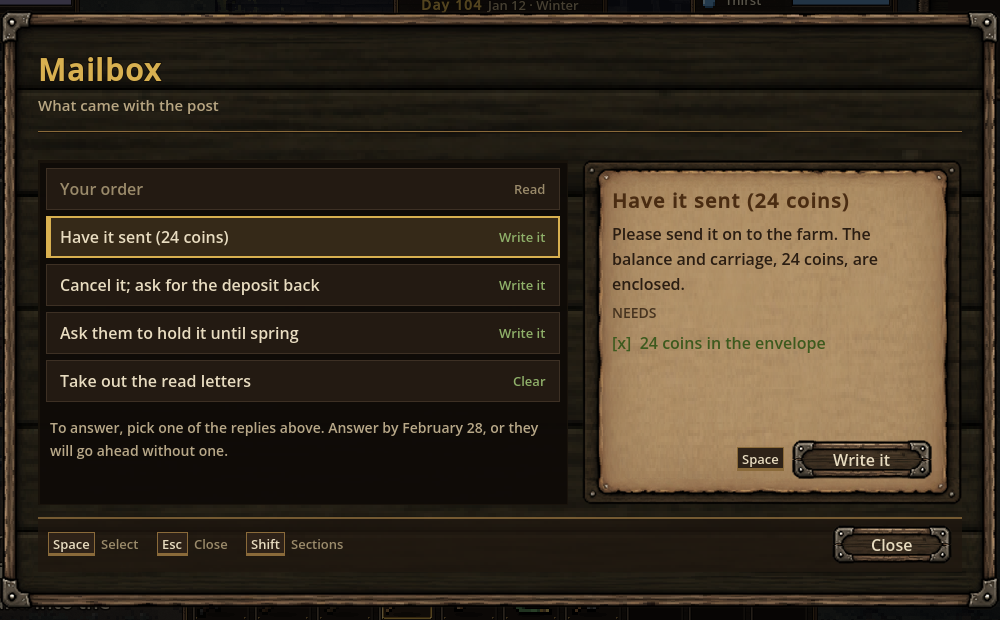 Day 104 Jan 12 · Winter
Thirst
Mailbox
What came with the post
Your order Read
Have it sent (24 coins) Write it
Cancel it; ask for the deposit back Write it
Ask them to hold it until spring Write it
Take out the read letters Clear
To answer, pick one of the replies above. Answer by February 28, or they
will go ahead without one.
Have it sent (24 coins)
Please send it on to the farm. The
balance and carriage, 24 coins, are
enclosed.
NEEDS
[x] 24 coins in the envelope
Space Write it
Space Select Esc Close Shift Sections
Close